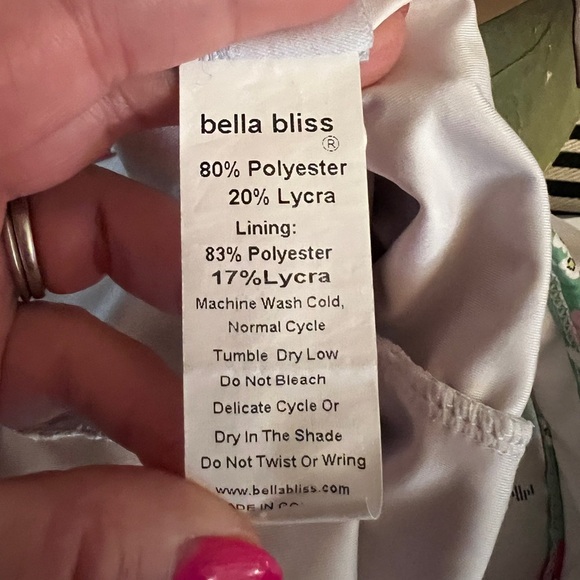 bella bliss
®
80% Polyester
20% Lycra
Lining:
83% Polyester
17%Lycra
Machine Wash Cold,
Normal Cycle
Tumble Dry Low
Do Not Bleach
Delicate Cycle Or
Dry In The Shade
Do Not Twist Or Wring
www.bellabliss.com
IN